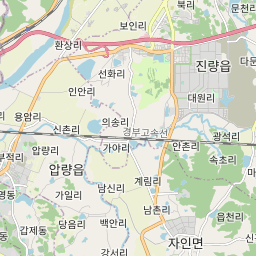 북리
문천리
보인리
환상리
다문
진량읍
선화리
인안리
대원리
의송리
용암리
신촌리
경부고속선
광석리
부적리
압량리
가야리
안촌리
속초리
압량읍
계림리
가일리
남신리
읍천리
당음리
백안리
남촌리
갑제동
강서리
자인면